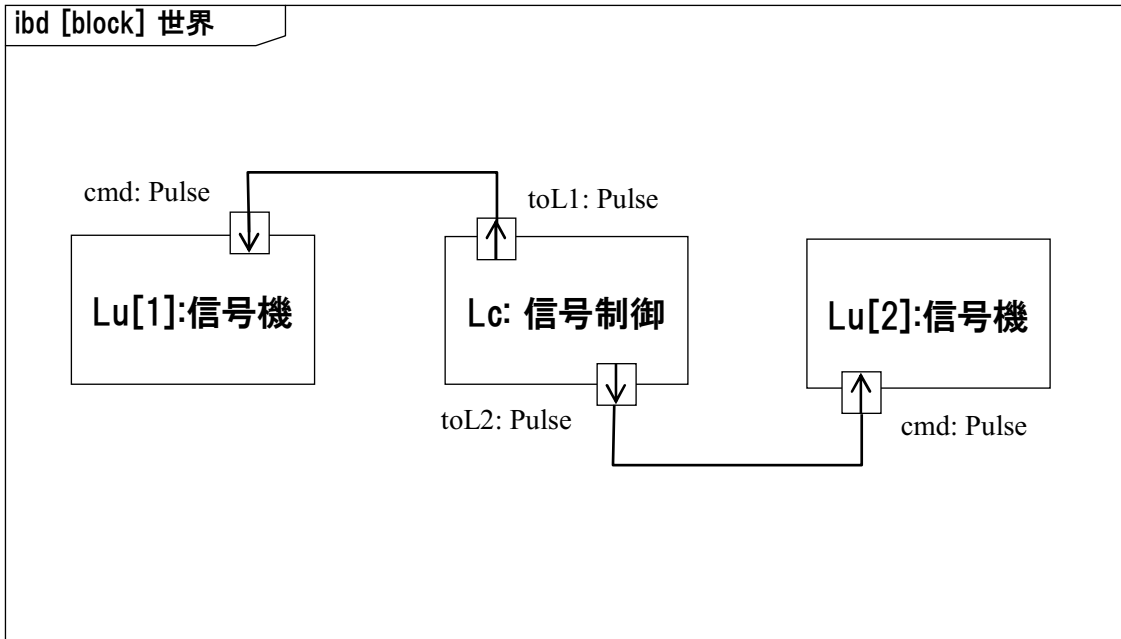 ibd [block] 世界
cmd: Pulse
toL1: Pulse
Lu[1]:信号機
Lc: 信号制御
Lu[2]:信号機
toL2: Pulse
cmd: Pulse